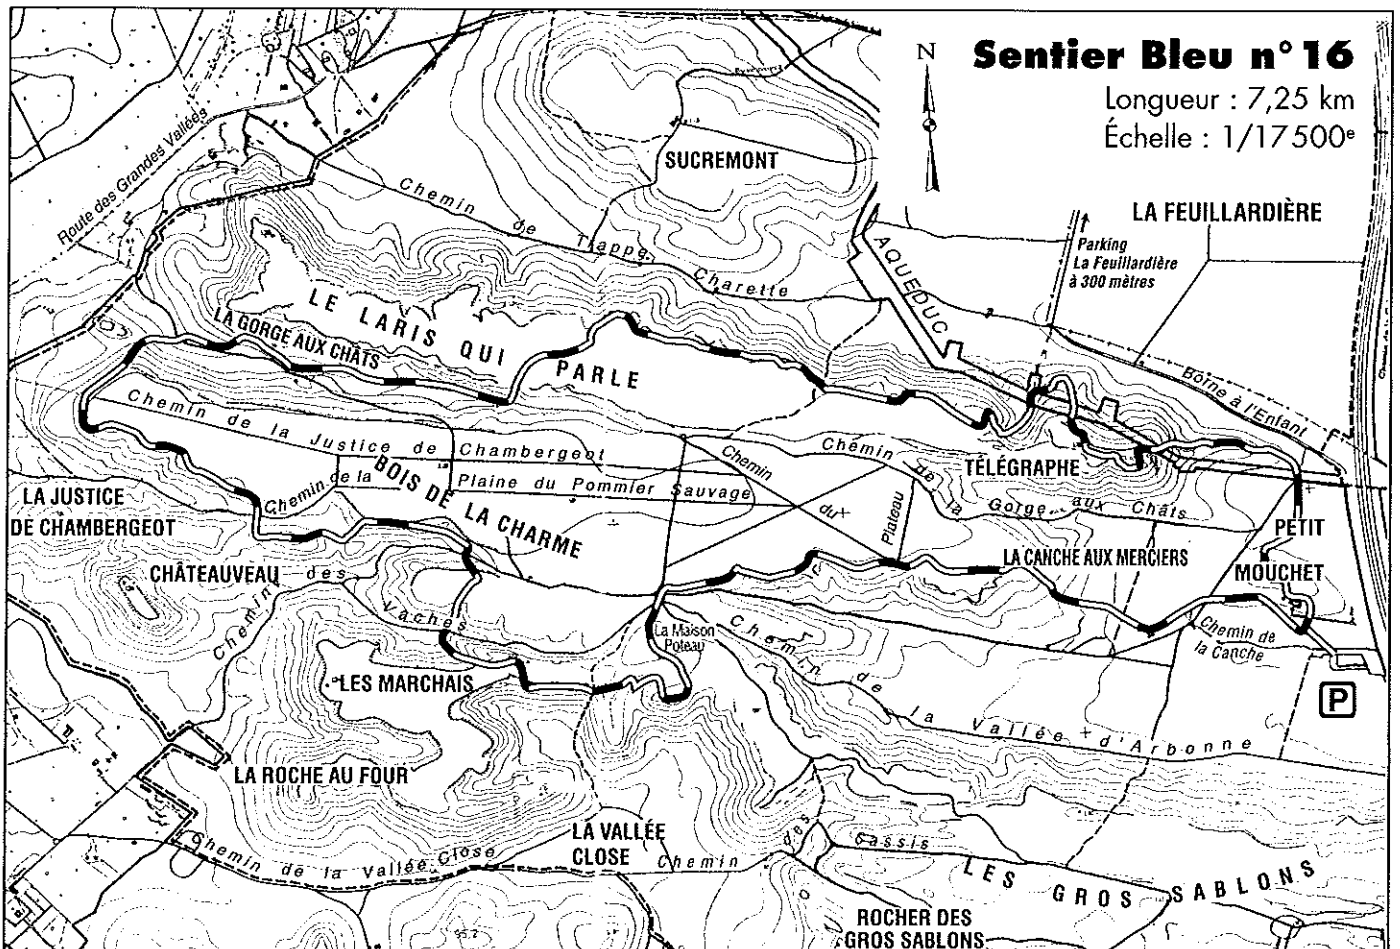 N
Sentier Bleu n° 16
Longueur : 7,25 km
Échelle : 1/17500ᵉ
SUCREMONT
Route des Grandes Vallées
Chemin de Trappe Charette
LA FEUILLARDIÈRE
Parking
La Feuillardière
à 300 mètres
AQUEDUC
LE LARIS QUI PARLE
LA GORGE AUX CHÂTS
Borne à l'Enfant
Chemin de la Justice de Chambergeot
Chemin de la Plaine du Pommier Sauvage
BOIS DE LA CHARME
Chemin du Plateau
Chemin de la Gorge aux Châts
TÉLÉGRAPHE
LA JUSTICE
DE CHAMBERGEOT
PETIT
MOUCHET
LA CANCHE AUX MERCIERS
CHÂTEAUVEAU
Chemin des Vaches
La Maison
Poteau
Chemin de
la Canche
LES MARCHAIS
P
Chemin de la Vallée d'Arbonne
LA ROCHE AU FOUR
LA VALLÉE
CLOSE
Chemin de la Vallée Close
Chemin des Cassis
LES GROS SABLONS
ROCHER DES
GROS SABLONS